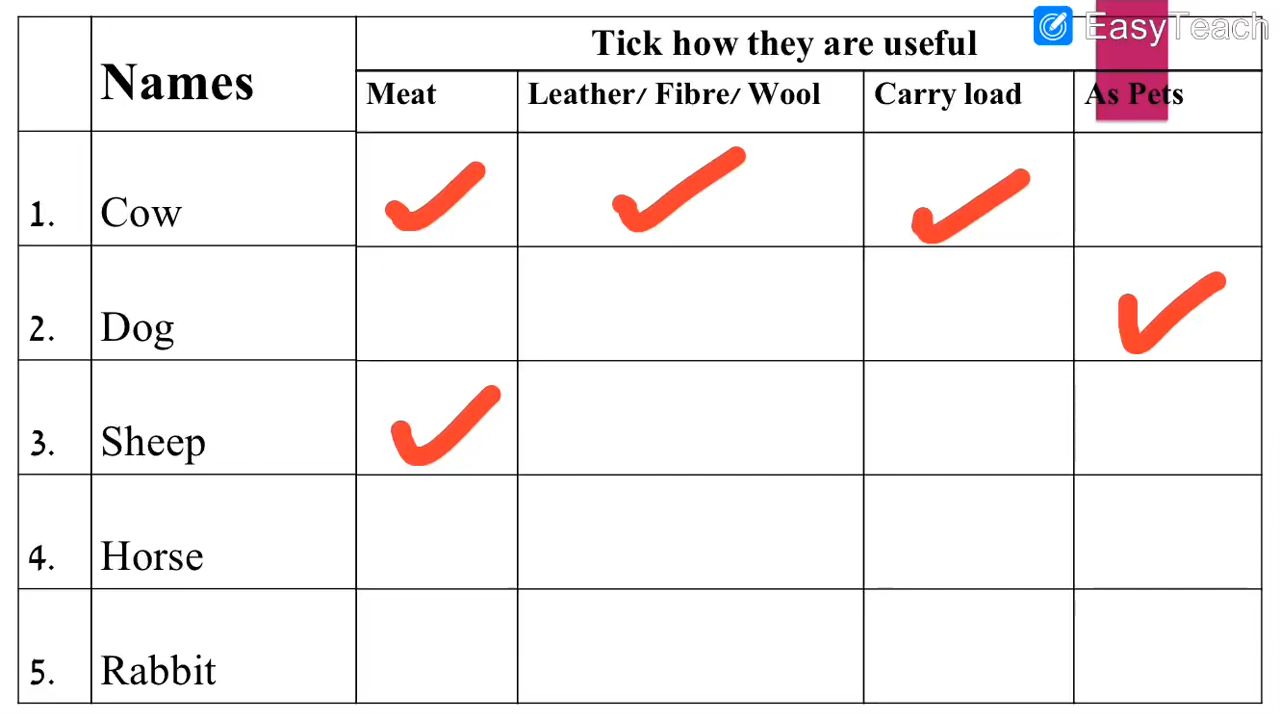 Tick how they are useful
EasyTeach
Names
Meat
Leather/ Fibre/ Wool
Carry load
As Pets
1. Cow
2. Dog
3. Sheep
4. Horse
5. Rabbit